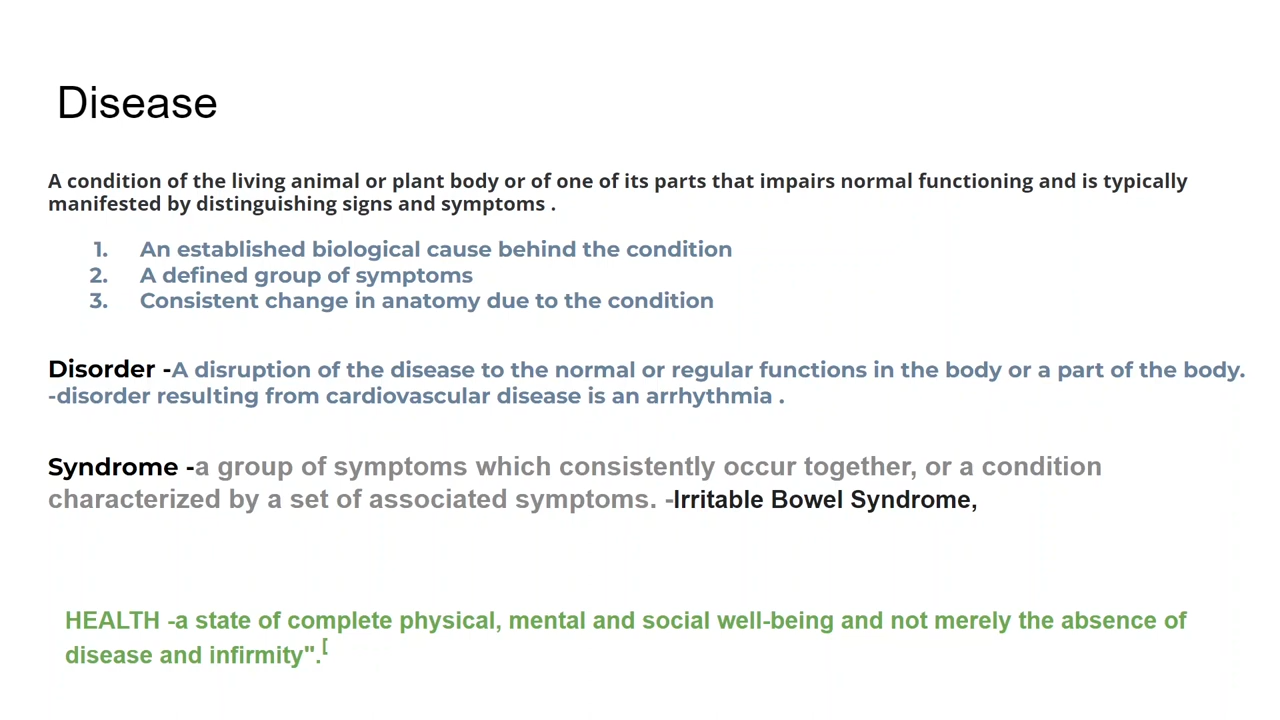 Disease
A condition of the living animal or plant body or of one of its parts that impairs normal functioning and is typically
manifested by distinguishing signs and symptoms .
1. An established biological cause behind the condition
2. A defined group of symptoms
3. Consistent change in anatomy due to the condition
Disorder -A disruption of the disease to the normal or regular functions in the body or a part of the body.
-disorder resulting from cardiovascular disease is an arrhythmia .
Syndrome -a group of symptoms which consistently occur together, or a condition
characterized by a set of associated symptoms. -Irritable Bowel Syndrome,
HEALTH -a state of complete physical, mental and social well-being and not merely the absence of
disease and infirmity".[